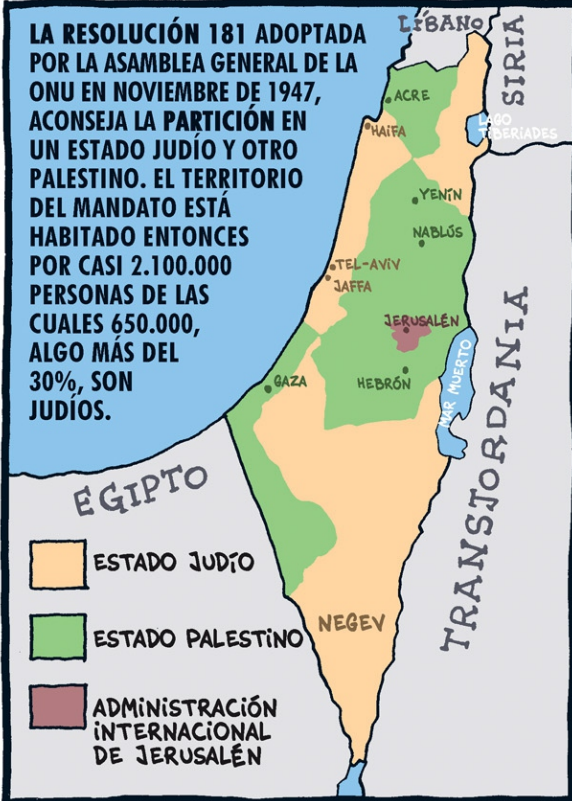 LA RESOLUCIÓN 181 ADOPTADA
POR LA ASAMBLEA GENERAL DE LA
ONU EN NOVIEMBRE DE 1947,
ACONSEJA LA PARTICIÓN EN
UN ESTADO JUDÍO Y OTRO
PALESTINO. EL TERRITORIO
DEL MANDATO ESTÁ
HABITADO ENTONCES
POR CASI 2.100.000
PERSONAS DE LAS
CUALES 650.000,
ALGO MÁS DEL
30%, SON
JUDÍOS.
LÍBANO
SIRIA
ACRE
HAIFA
LAGO
TIBERÍADES
YENÍN
NABLÚS
TEL-AVIV
JAFFA
JERUSALÉN
GAZA
HEBRÓN
MAR MUERTO
TRANSJORDANIA
EGIPTO
NEGEV
ESTADO JUDÍO
ESTADO PALESTINO
ADMINISTRACIÓN
INTERNACIONAL
DE JERUSALÉN